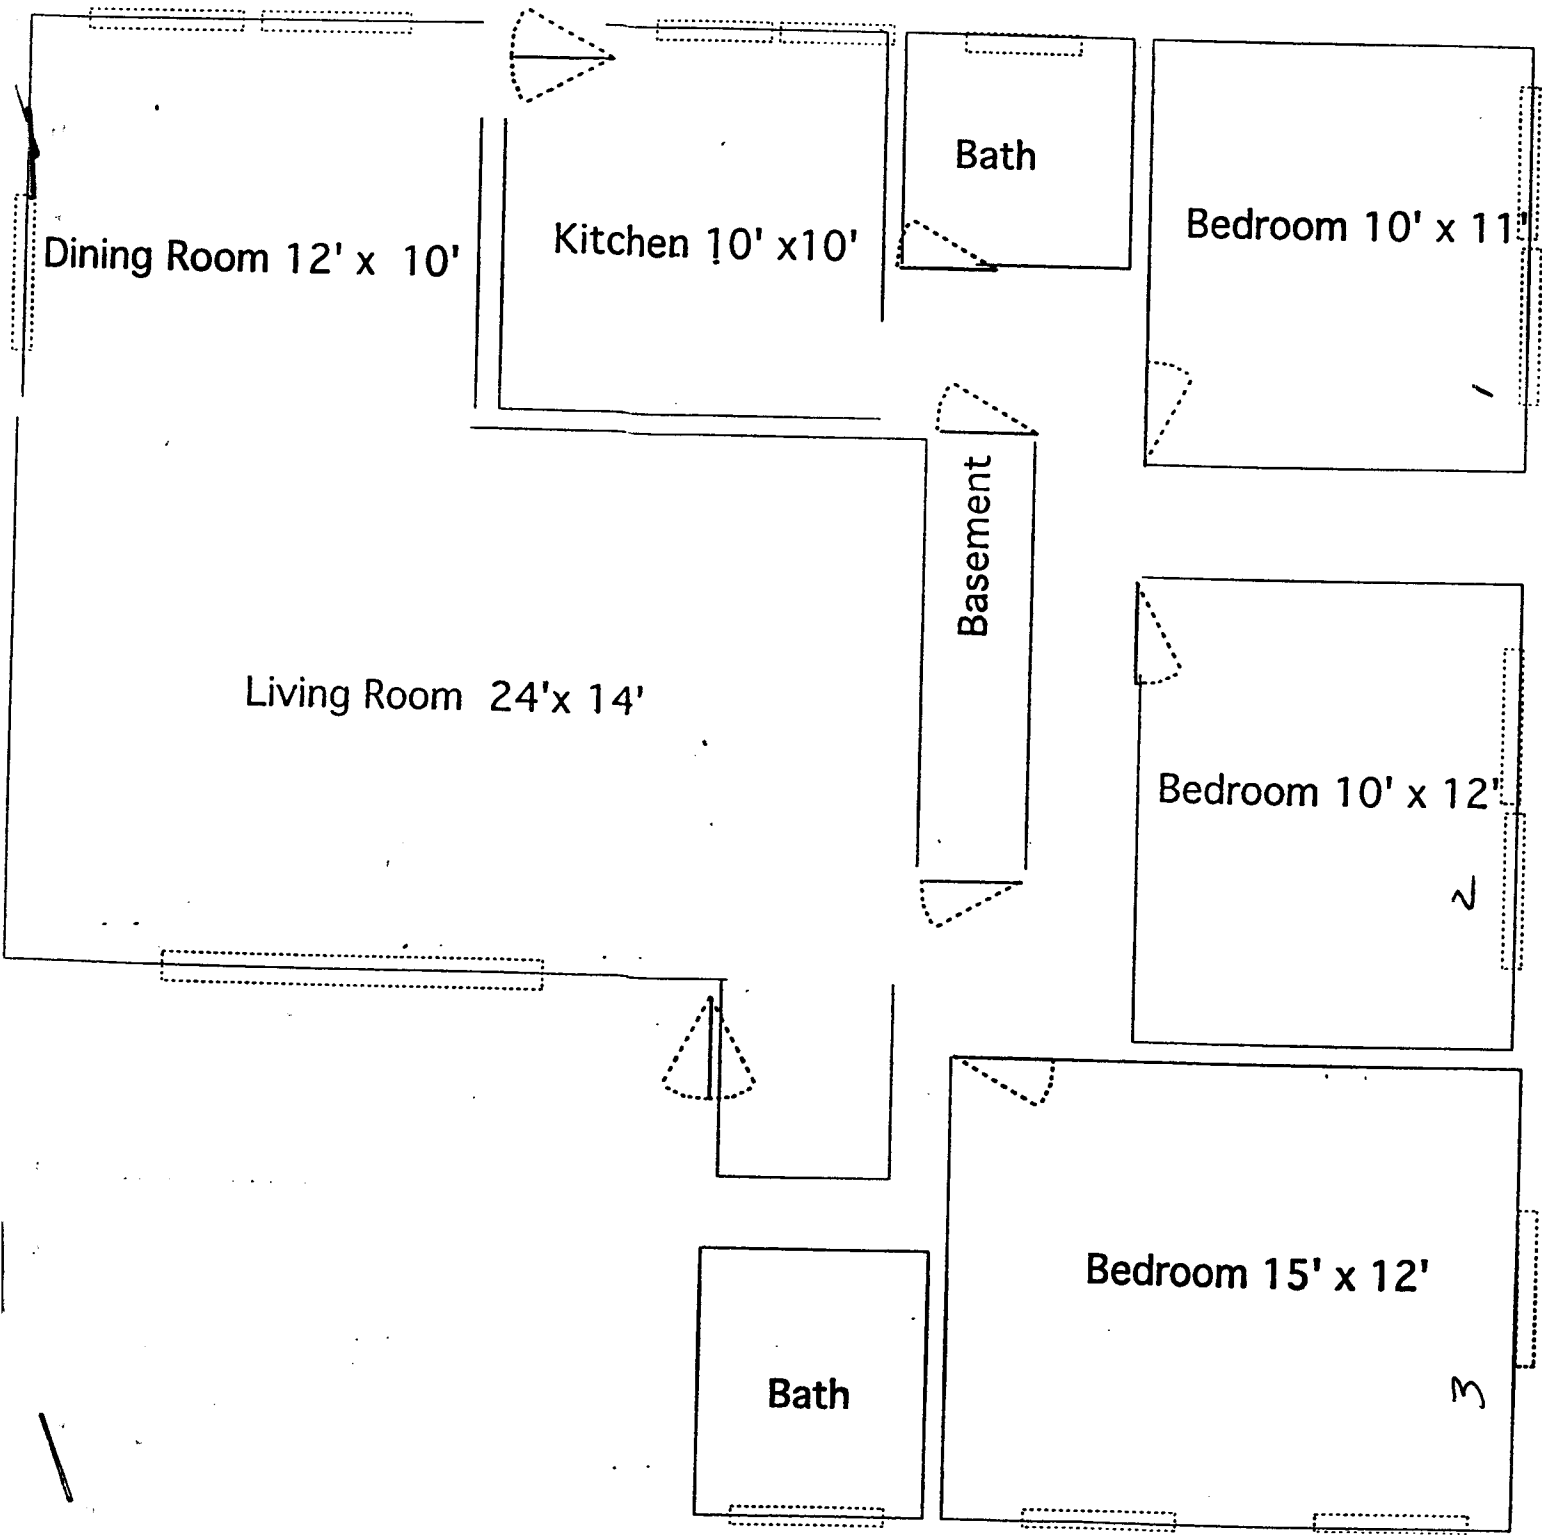 Bath
Bedroom 10' x 11'
Kitchen 10' x10'
Dining Room 12' x 10'
1
Basement
Living Room 24'x 14'
Bedroom 10' x 12'
2
Bedroom 15' x 12'
Bath
3